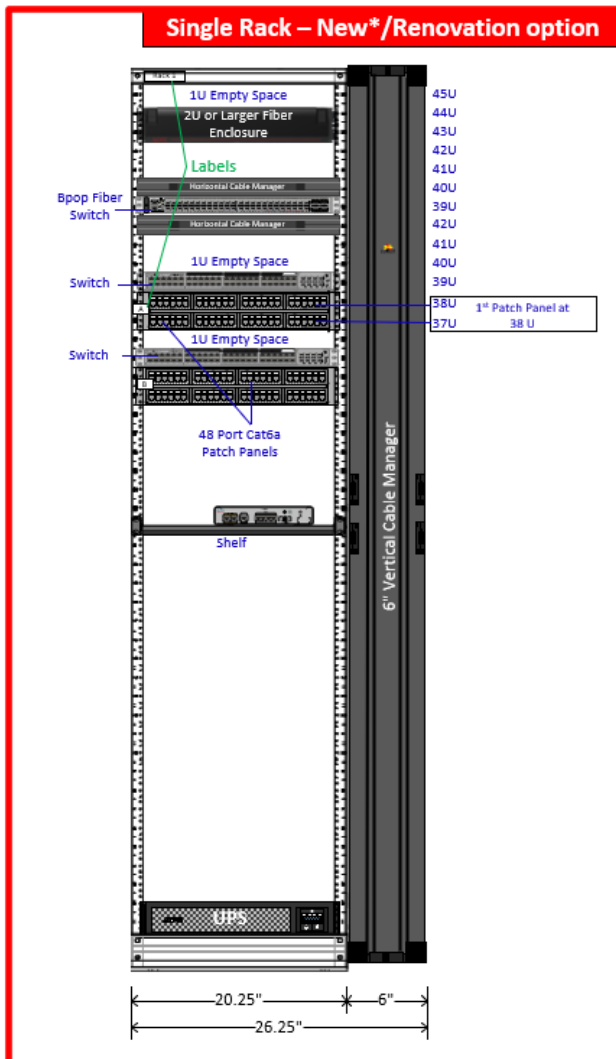 Single Rack – New*/Renovation option
Rack 2
1U Empty Space
2U or Larger Fiber
Enclosure
Labels
Horizontal Cable Manager
Bpop Fiber
Switch
Horizontal Cable Manager
1U Empty Space
Switch
A
1U Empty Space
Switch
B
48 Port Cat6a
Patch Panels
Shelf
UPS
6" Vertical Cable Manager
45U
44U
43U
42U
41U
40U
39U
42U
41U
40U
39U
38U
37U
1st Patch Panel at
38 U
20.25"
6"
26.25"